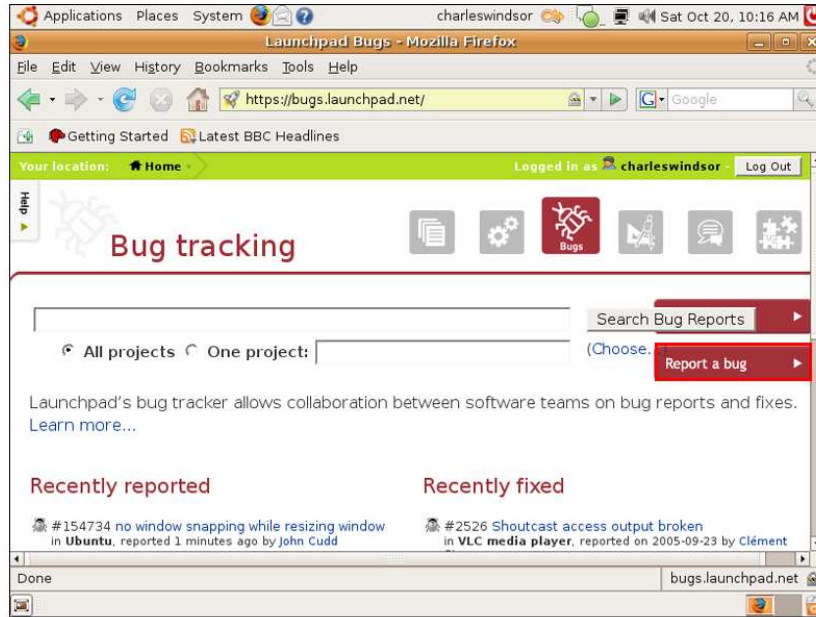 Applications Places System charleswindsor Sat Oct 20, 10:16 AM
Launchpad Bugs - Mozilla Firefox
File Edit View History Bookmarks Tools Help
https://bugs.launchpad.net/ G Google
Getting Started Latest BBC Headlines
Your location: Home Logged in as charleswindsor - Log Out
Help
Bug tracking
Bugs
Search Bug Reports
All projects One project: (Choose...
Report a bug
Launchpad's bug tracker allows collaboration between software teams on bug reports and fixes.
Learn more...
Recently reported Recently fixed
#154734 no window snapping while resizing window
in Ubuntu, reported 1 minutes ago by John Cudd
#2526 Shoutcast access output broken
in VLC media player, reported on 2005-09-23 by Clément
Done bugs.launchpad.net